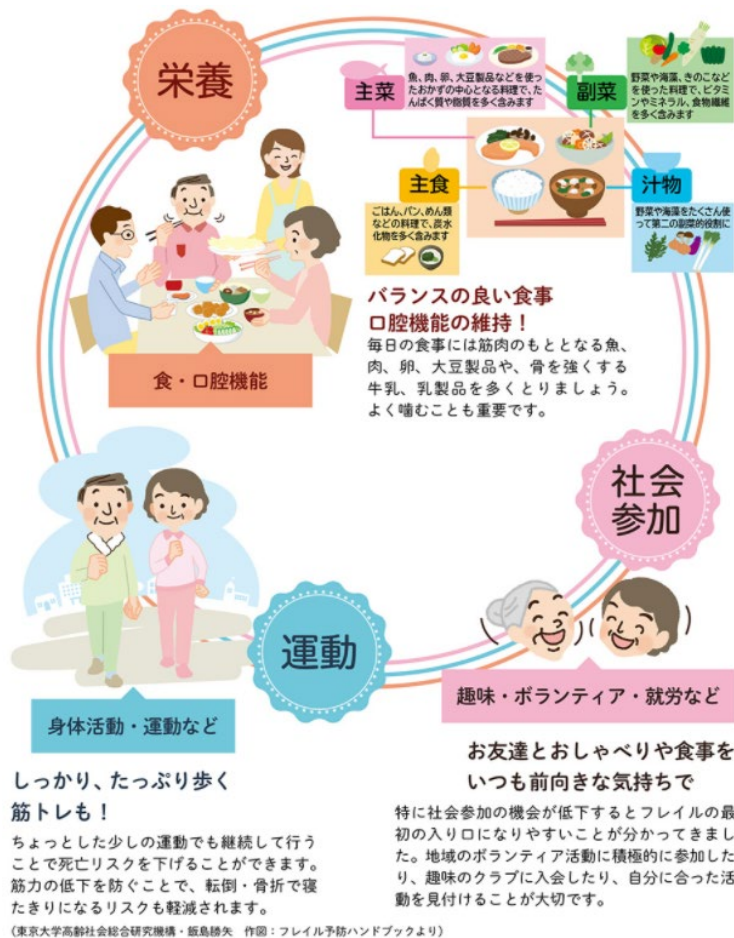 栄養
主菜
魚、肉、卵、大豆製品などを使っ
たおかずの中心となる料理で、た
んぱく質や脂質を多く含みます
副菜
野菜や海藻、きのこなど
を使った料理で、ビタミ
ンやミネラル、食物繊維
を多く含みます
主食
ごはん、パン、めん類
などの料理で、炭水
化物を多く含みます
汁物
野菜や海藻をたくさん使
って第二の副菜的役割に
食・口腔機能
バランスの良い食事
口腔機能の維持!
毎日の食事には筋肉のもととなる魚、
肉、卵、大豆製品や、骨を強くする
牛乳、乳製品を多くとりましょう。
よく噛むことも重要です。
社会
参加
運動
趣味・ボランティア・就労など
身体活動・運動など
お友達とおしゃべりや食事を
いつも前向きな気持ちで
特に社会参加の機会が低下するとフレイルの最
初の入り口になりやすいことが分かってきまし
た。地域のボランティア活動に積極的に参加した
り、趣味のクラブに入会したり、自分に合った活
動を見付けることが大切です。
しっかり、たっぷり歩く
筋トレも!
ちょっとした少しの運動でも継続して行う
ことで死亡リスクを下げることができます。
筋力の低下を防ぐことで、転倒・骨折で寝
たきりになるリスクも軽減されます。
(東京大学高齢社会総合研究機構・飯島勝矢 作図:フレイル予防ハンドブックより)